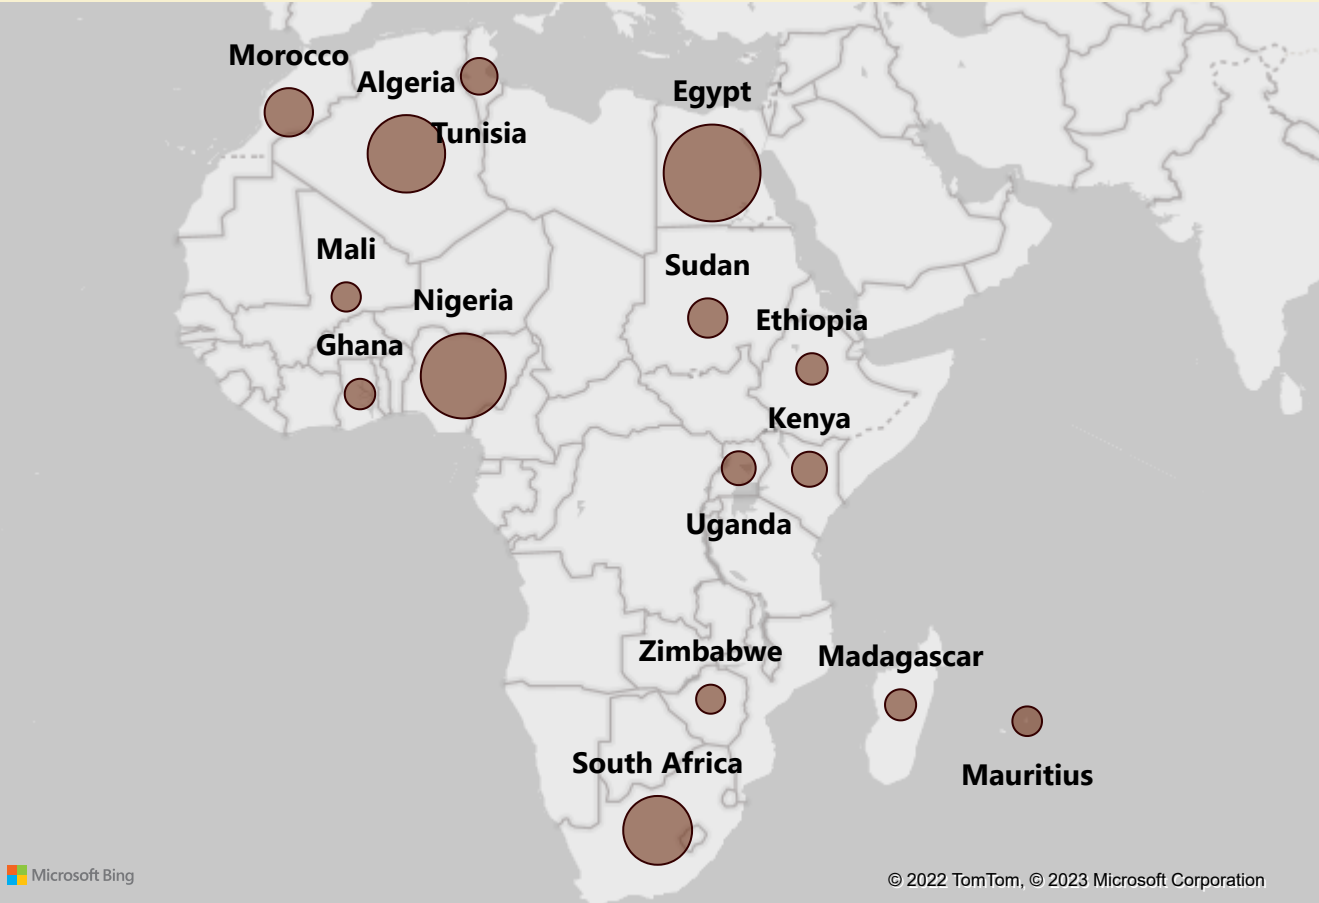 Morocco
Algeria
Egypt
Tunisia
Mali
Sudan
Nigeria
Ethiopia
Ghana
Kenya
Uganda
Zimbabwe
Madagascar
South Africa
Mauritius
Microsoft Bing
© 2022 TomTom, © 2023 Microsoft Corporation